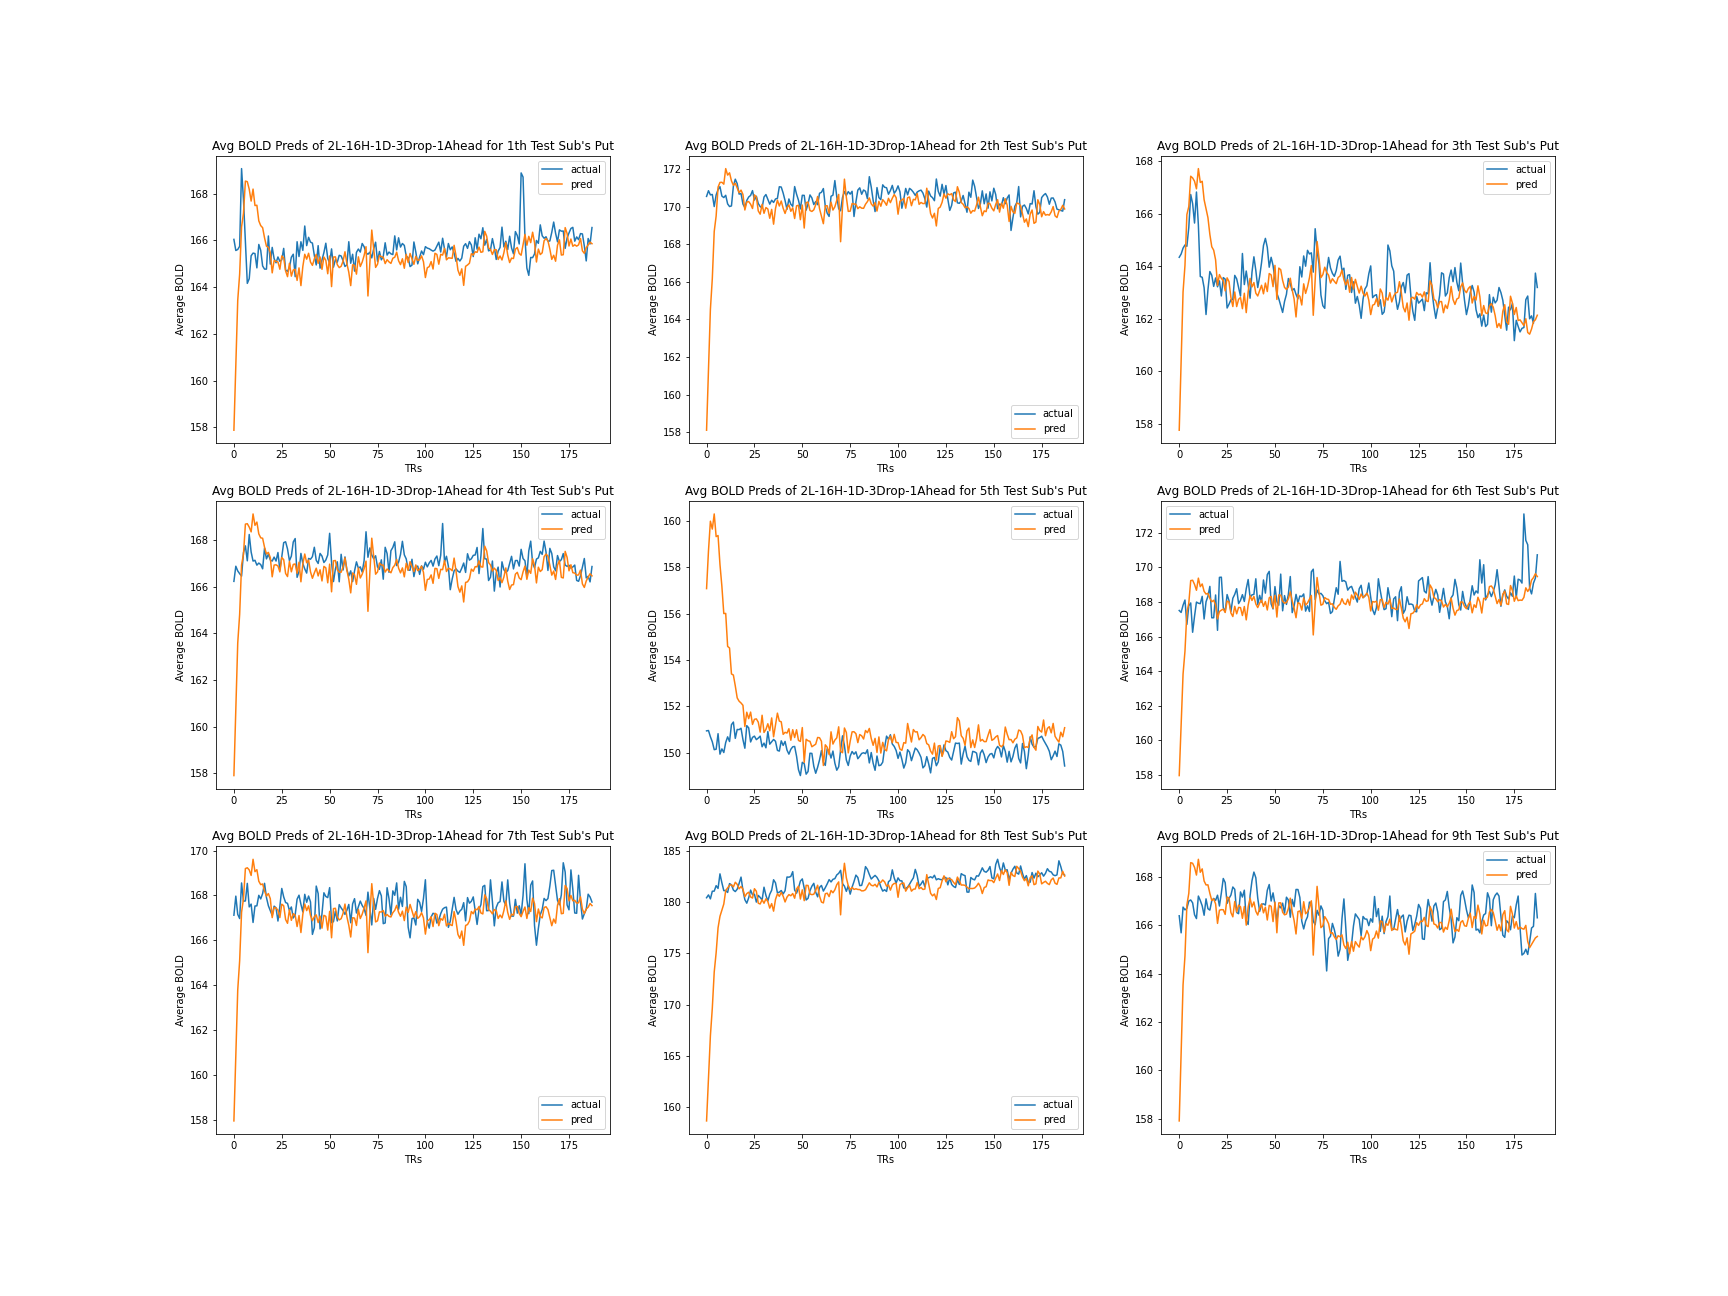 Avg BOLD Preds of 2L-16H-1D-3Drop-1Ahead for 1th Test Sub's Put
168
166
164
162
160
158
Average BOLD
0 25 50 75 100 125 150 175
TRs
actual
pred
Avg BOLD Preds of 2L-16H-1D-3Drop-1Ahead for 2th Test Sub's Put
172
170
168
166
164
162
160
158
Average BOLD
0 25 50 75 100 125 150 175
TRs
actual
pred
Avg BOLD Preds of 2L-16H-1D-3Drop-1Ahead for 3th Test Sub's Put
168
166
164
162
160
158
Average BOLD
0 25 50 75 100 125 150 175
TRs
actual
pred
Avg BOLD Preds of 2L-16H-1D-3Drop-1Ahead for 4th Test Sub's Put
168
166
164
162
160
158
Average BOLD
0 25 50 75 100 125 150 175
TRs
actual
pred
Avg BOLD Preds of 2L-16H-1D-3Drop-1Ahead for 5th Test Sub's Put
160
158
156
154
152
150
Average BOLD
0 25 50 75 100 125 150 175
TRs
actual
pred
Avg BOLD Preds of 2L-16H-1D-3Drop-1Ahead for 6th Test Sub's Put
172
170
168
166
164
162
160
158
Average BOLD
0 25 50 75 100 125 150 175
TRs
actual
pred
Avg BOLD Preds of 2L-16H-1D-3Drop-1Ahead for 7th Test Sub's Put
170
168
166
164
162
160
158
Average BOLD
0 25 50 75 100 125 150 175
TRs
actual
pred
Avg BOLD Preds of 2L-16H-1D-3Drop-1Ahead for 8th Test Sub's Put
185
180
175
170
165
160
Average BOLD
0 25 50 75 100 125 150 175
TRs
actual
pred
Avg BOLD Preds of 2L-16H-1D-3Drop-1Ahead for 9th Test Sub's Put
168
166
164
162
160
158
Average BOLD
0 25 50 75 100 125 150 175
TRs
actual
pred